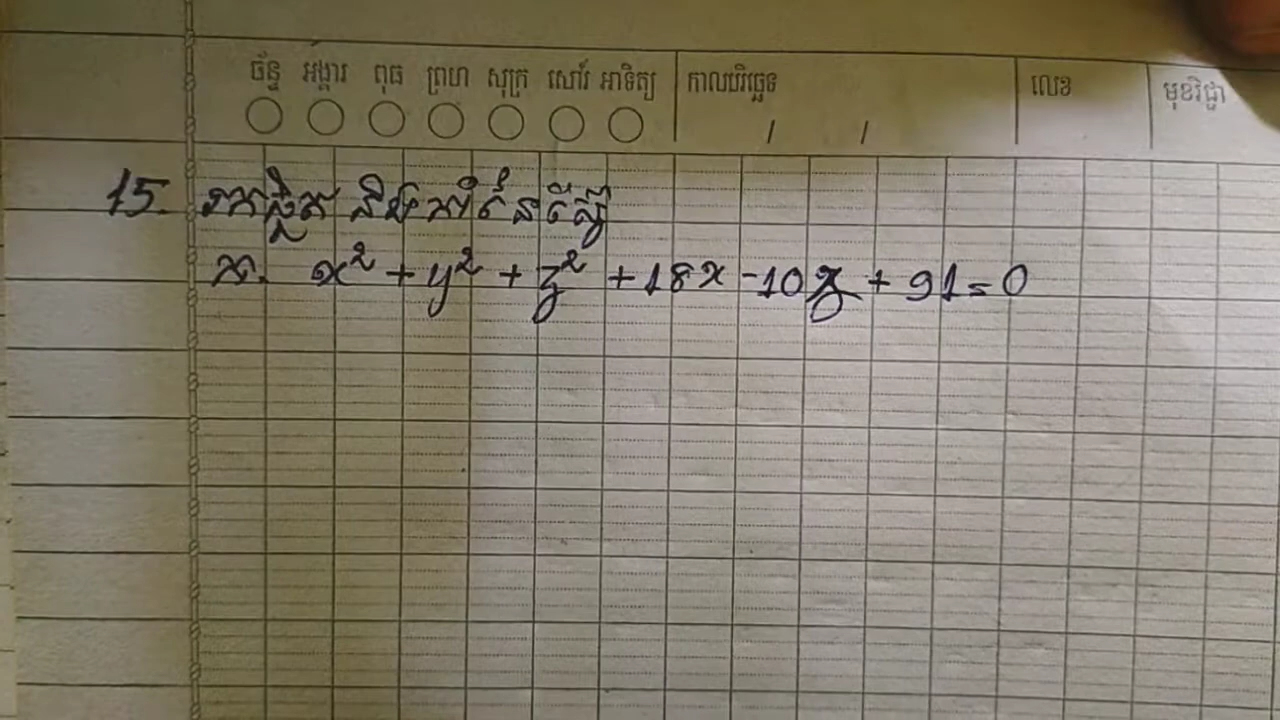 ច័ន្ទ អង្គារ ពុធ ព្រហ សុក្រ សៅរ៍ អាទិត្យ កាលបរិច្ឆេទ / / លេខ មុខវិជ្ជា
15. រកផ្ចិត និងកាំនៃស្វ៊ែ
ក. x² + y² + z² + 18x - 10z + 91 = 0